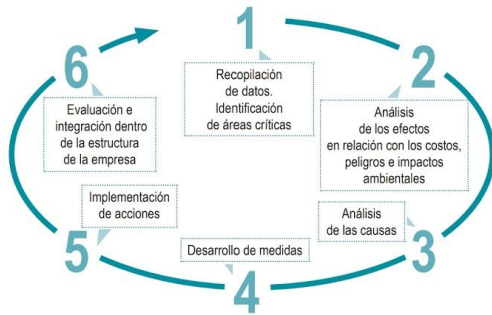 1
Recopilación
de datos.
Identificación
de áreas críticas
2
Análisis
de los efectos
en relación con los costos,
peligros e impactos
ambientales
3
Análisis
de las causas
4
Desarrollo de medidas
5
Implementación
de acciones
6
Evaluación e
integración dentro
de la estructura
de la empresa